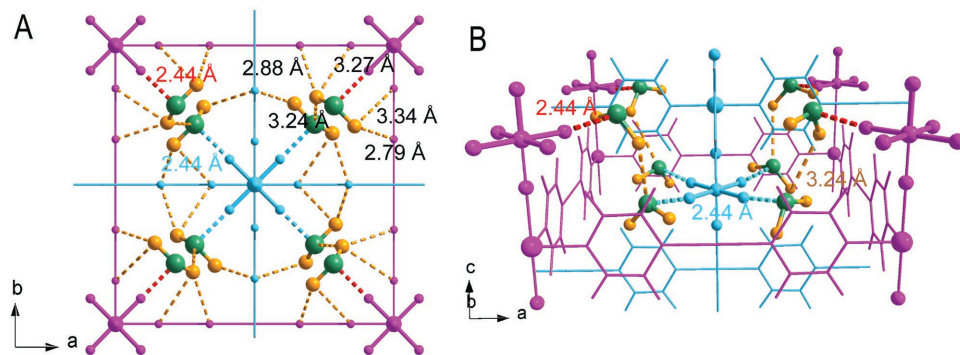 A
2.44 Å
2.88 Å
3.27 Å
3.24 Å
3.34 Å
2.79 Å
2.44 Å
b
a
B
2.44 Å
3.24 Å
2.44 Å
c
b
a